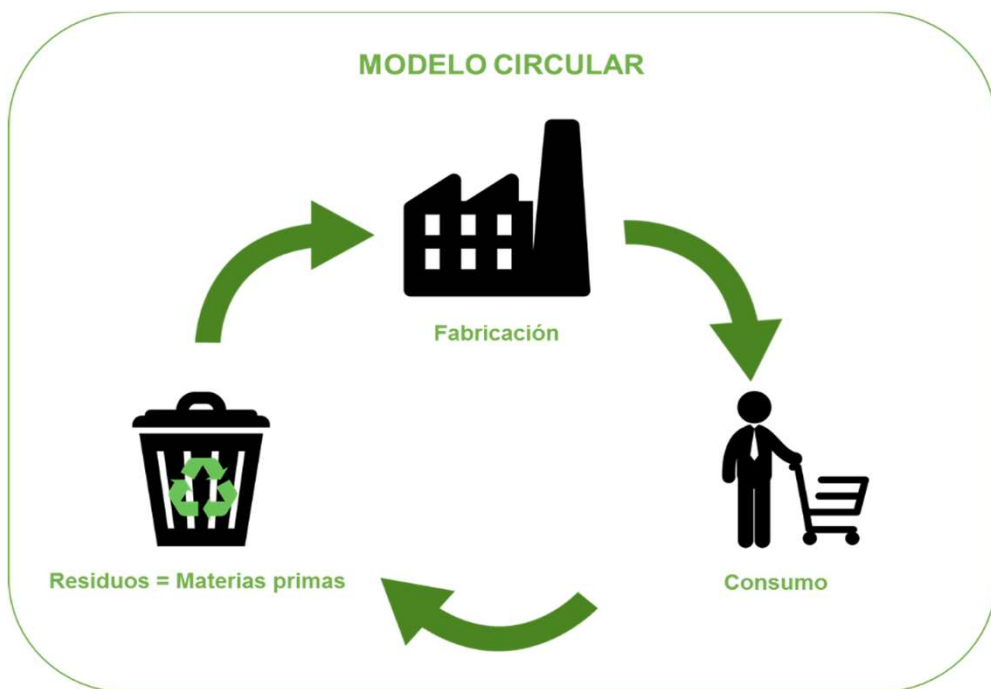 MODELO CIRCULAR
Fabricación
Residuos = Materias primas
Consumo